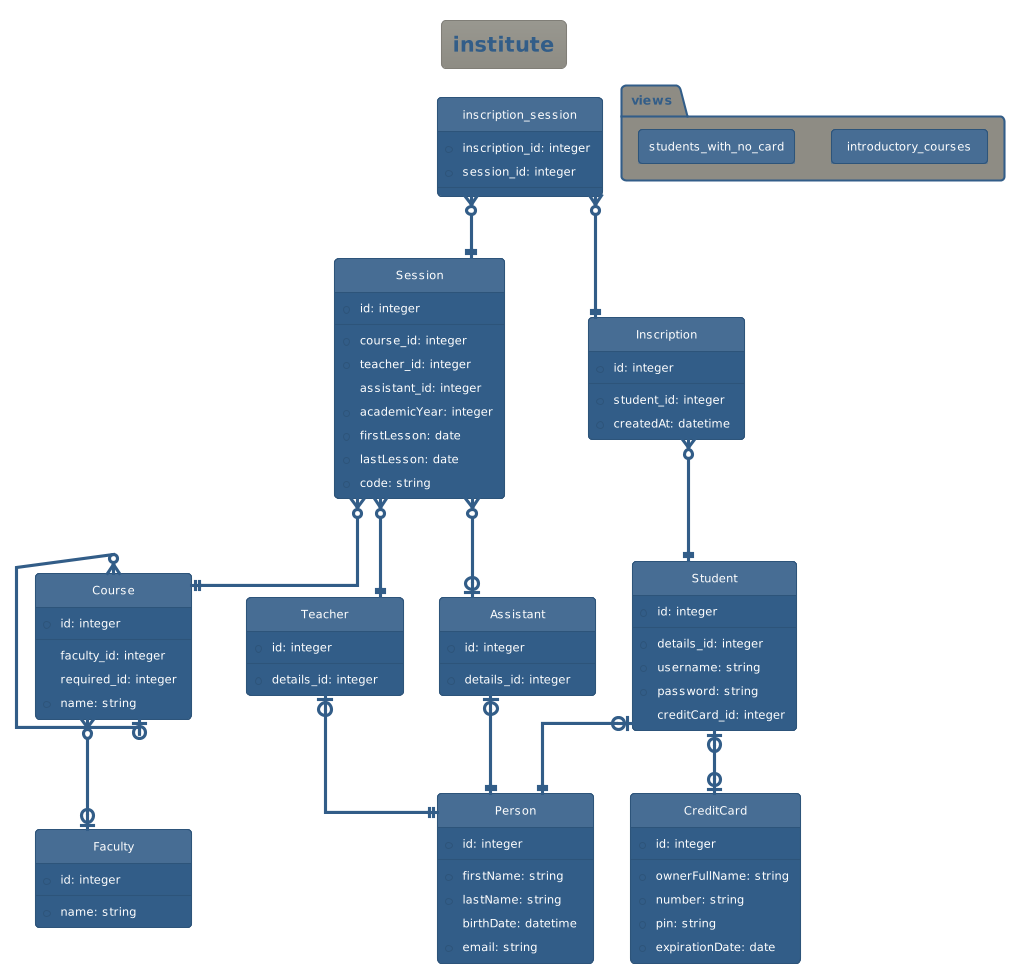 institute
views
students_with_no_card
introductory_courses
inscription_session
inscription_id: integer
session_id: integer
Session
id: integer
course_id: integer
teacher_id: integer
assistant_id: integer
academicYear: integer
firstLesson: date
lastLesson: date
code: string
Inscription
id: integer
student_id: integer
createdAt: datetime
Course
id: integer
faculty_id: integer
required_id: integer
name: string
Teacher
id: integer
details_id: integer
Assistant
id: integer
details_id: integer
Student
id: integer
details_id: integer
username: string
password: string
creditCard_id: integer
Faculty
id: integer
name: string
Person
id: integer
firstName: string
lastName: string
birthDate: datetime
email: string
CreditCard
id: integer
ownerFullName: string
number: string
pin: string
expirationDate: date